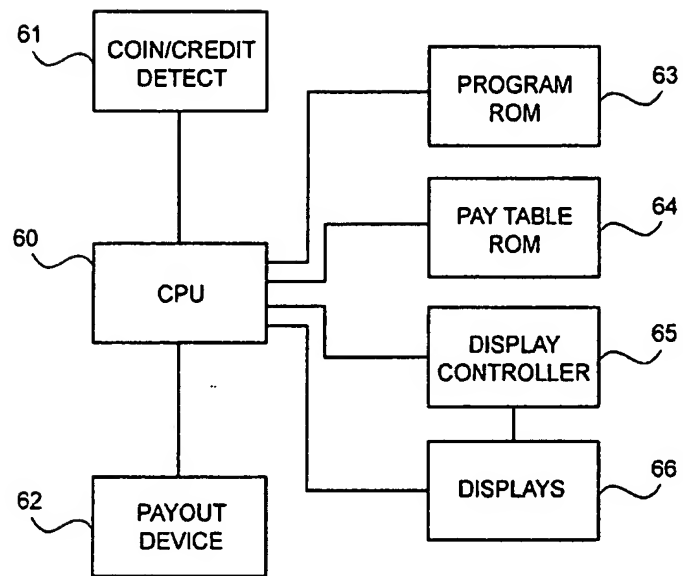 61
COIN/CREDIT
DETECT
PROGRAM
ROM
63
PAY TABLE
ROM
64
60
CPU
DISPLAY
CONTROLLER
65
62
PAYOUT
DEVICE
DISPLAYS
66